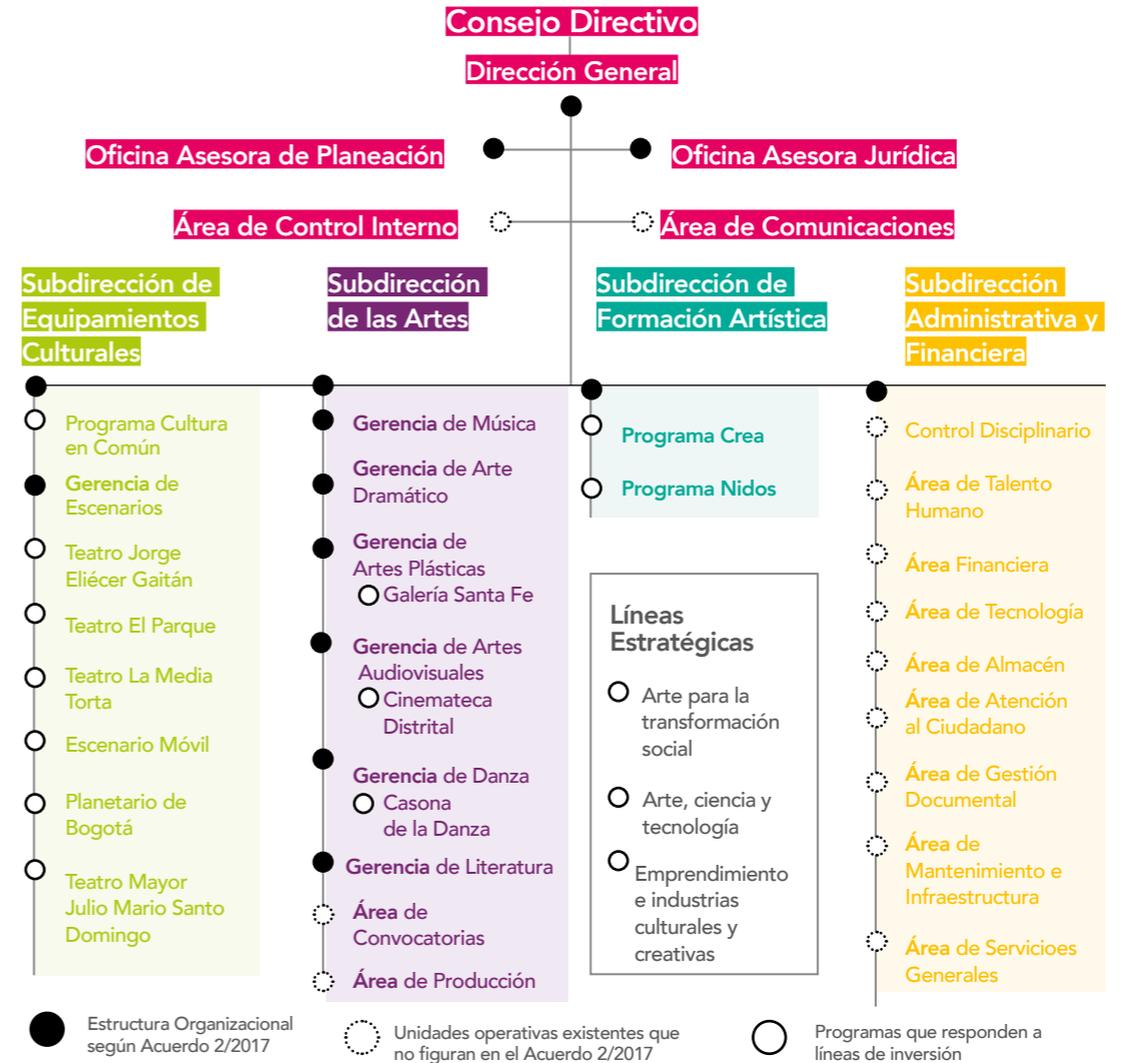 Consejo Directivo
Dirección General
Oficina Asesora de Planeación
Oficina Asesora Jurídica
Área de Control Interno
Área de Comunicaciones
Subdirección de
Equipamientos
Culturales
Programa Cultura
en Común
Gerencia de
Escenarios
Teatro Jorge
Eliécer Gaitán
Teatro El Parque
Teatro La Media
Torta
Escenario Móvil
Planetario de
Bogotá
Teatro Mayor
Julio Mario Santo
Domingo
Subdirección
de las Artes
Gerencia de Música
Gerencia de Arte
Dramático
Gerencia de
Artes Plásticas
Galería Santa Fe
Gerencia de Artes
Audiovisuales
Cinemateca
Distrital
Gerencia de Danza
Casona
de la Danza
Gerencia de Literatura
Área de
Convocatorias
Área de Producción
Subdirección de
Formación Artística
Programa Crea
Programa Nidos
Líneas
Estratégicas
Arte para la
transformación
social
Arte, ciencia y
tecnología
Emprendimiento
e industrias
culturales y
creativas
Subdirección
Administrativa y
Financiera
Control Disciplinario
Área de Talento
Humano
Área Financiera
Área de Tecnología
Área de Almacén
Área de Atención
al Ciudadano
Área de Gestión
Documental
Área de
Mantenimiento e
Infraestructura
Área de Servicioes
Generales
Estructura Organizacional
según Acuerdo 2/2017
Unidades operativas existentes que
no figuran en el Acuerdo 2/2017
Programas que responden a
líneas de inversión